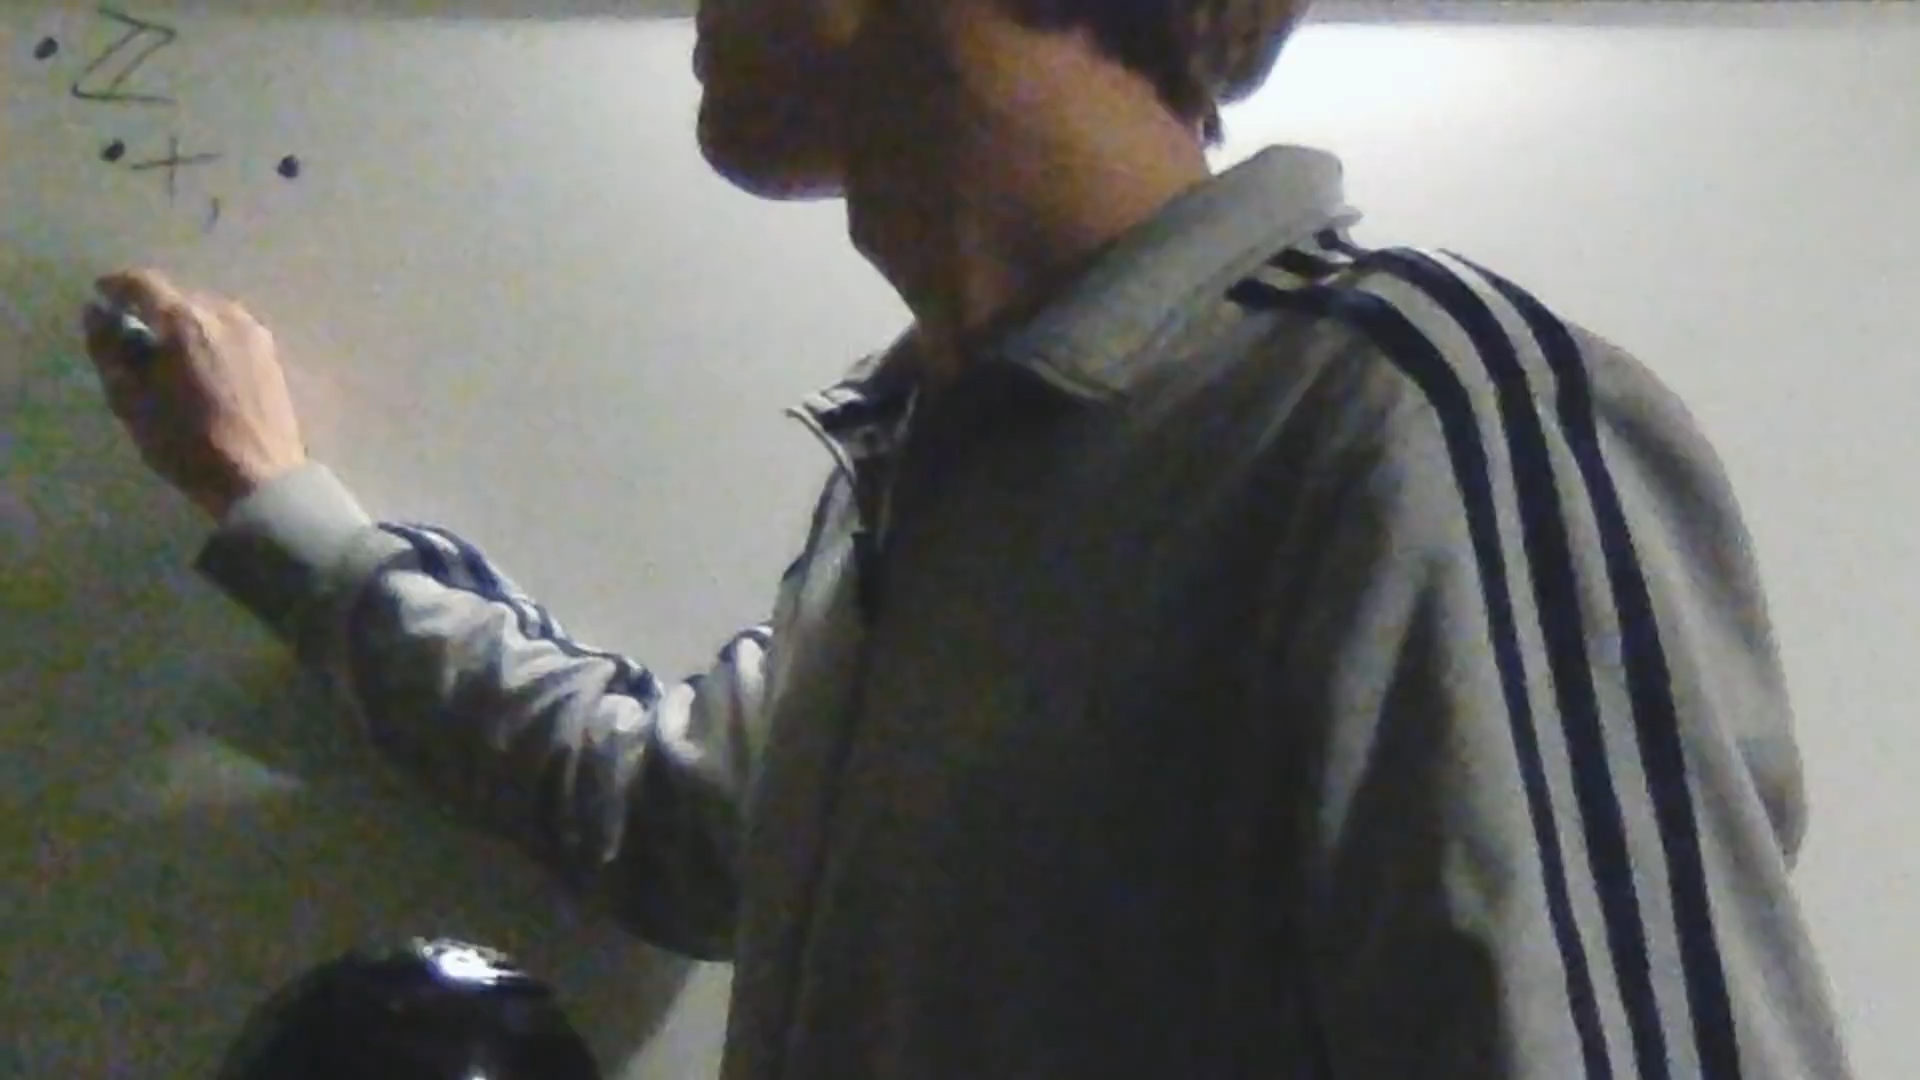 • ℤ
• +, •